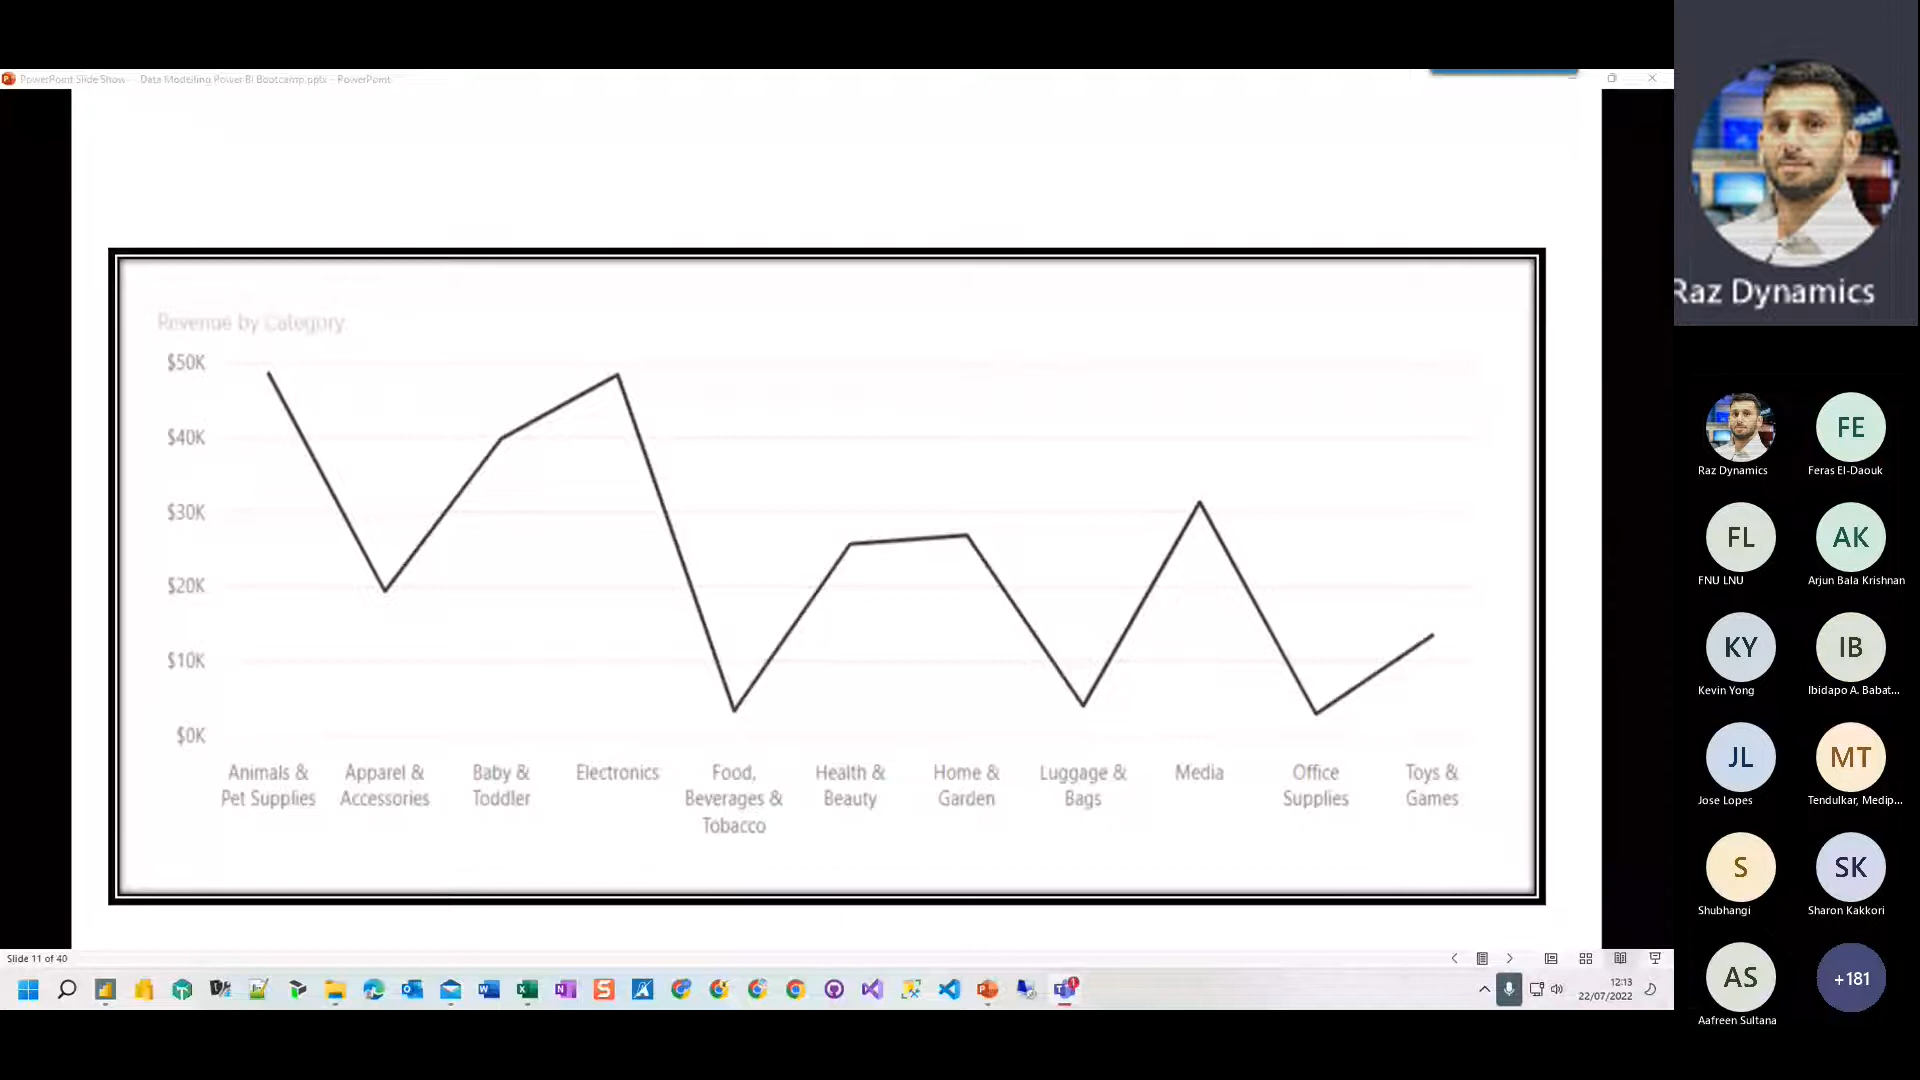 PowerPoint Slide Show - Data Modelling Power BI Bootcamp.pptx - PowerPoint
Revenue by Category
$50K
$40K
$30K
$20K
$10K
$0K
Animals & Pet Supplies
Apparel & Accessories
Baby & Toddler
Electronics
Food, Beverages & Tobacco
Health & Beauty
Home & Garden
Luggage & Bags
Media
Office Supplies
Toys & Games
Slide 11 of 40
12:13
22/07/2022
Raz Dynamics
Raz Dynamics
FE
Feras El-Daouk
FL
FNU LNU
AK
Arjun Bala Krishnan
KY
Kevin Yong
IB
Ibidapo A. Babat...
JL
Jose Lopes
MT
Tendulkar, Medip...
S
Shubhangi
SK
Sharon Kakkori
AS
Aafreen Sultana
+181